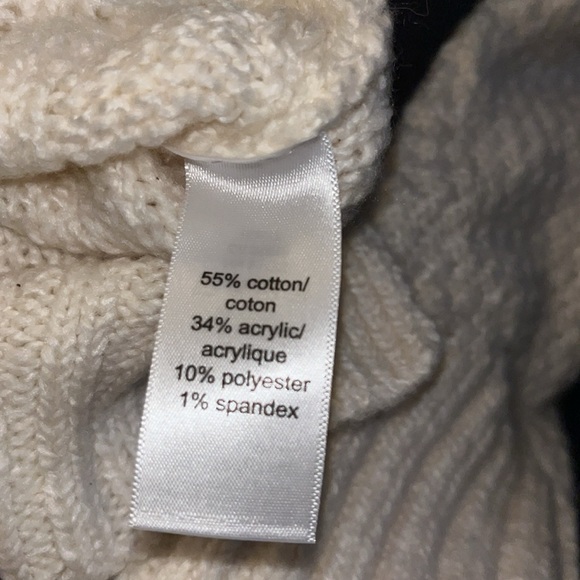 55% cotton/
coton
34% acrylic/
acrylique
10% polyester
1% spandex